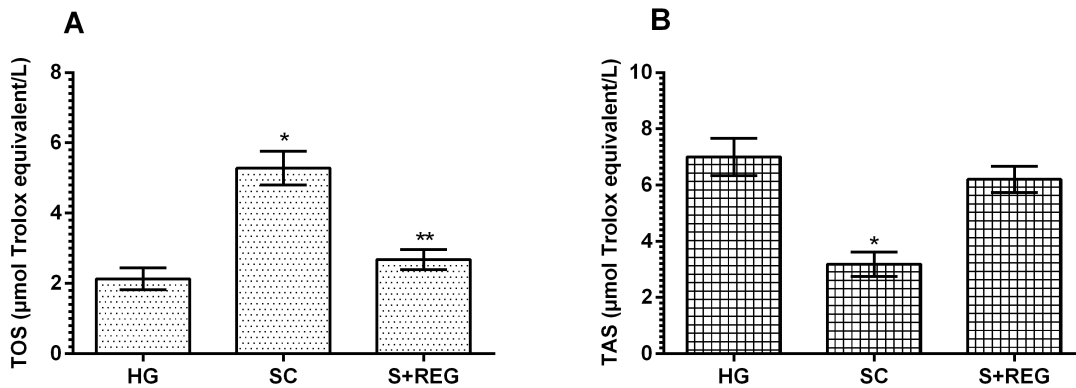 A
TOS (µmol Trolox equivalent/L)
8
6
4
2
0
*
**
HG SC S+REG
B
TAS (µmol Trolox equivalent/L)
10
8
6
4
2
0
*
HG SC S+REG